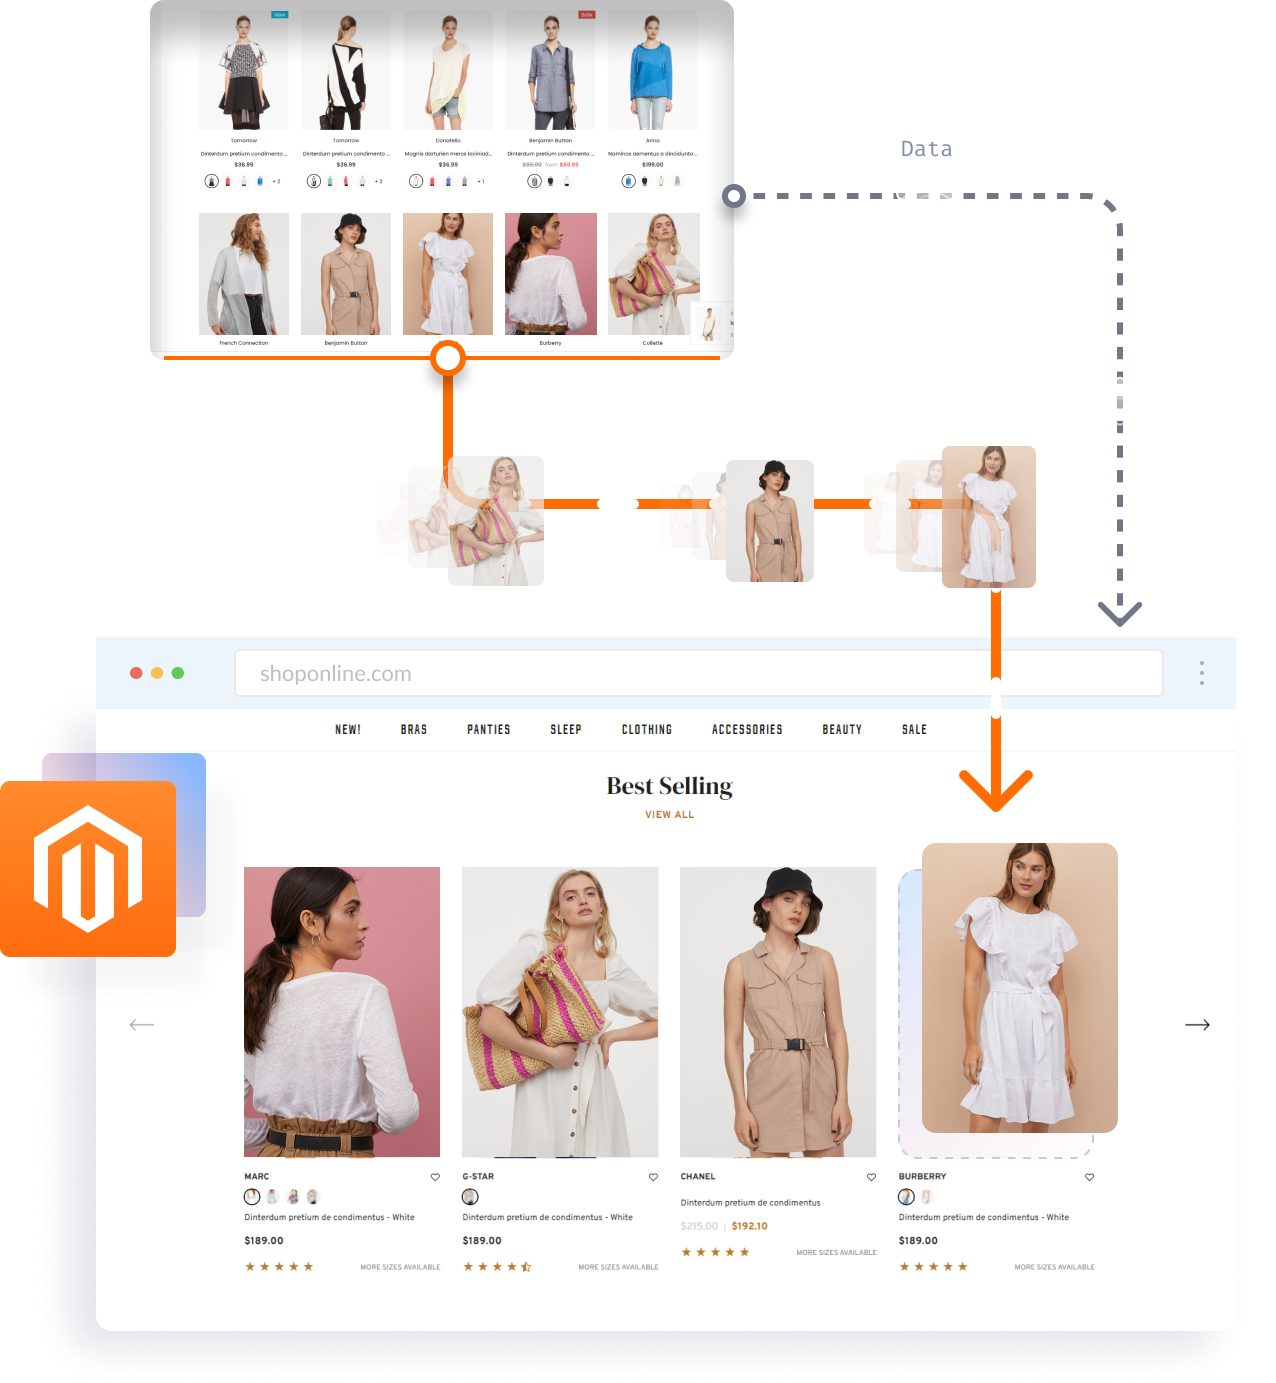 New
Sale
Tomorrow
Tomorrow
Donatello
Benjamin Button
Anna
Dinterdum pretium condimento ...
Dinterdum pretium condimento ...
Magnis darturien meros laciniad...
Dinterdum pretium condimento ...
Nominos dementus a dincidunto ...
$36.99
$36.99
$36.99
$86.00 from $69.99
$199.00
+ 2
+ 2
+ 1
French Connection
Benjamin Button
Burberry
Collette
Data
shoponline.com
NEW!
BRAS
PANTIES
SLEEP
CLOTHING
ACCESSORIES
BEAUTY
SALE
Best Selling
VIEW ALL
MARC
Dinterdum pretium de condimentus - White
$189.00
MORE SIZES AVAILABLE
G-STAR
Dinterdum pretium de condimentus - White
$189.00
MORE SIZES AVAILABLE
CHANEL
Dinterdum pretium de condimentus
$215.00 | $192.10
MORE SIZES AVAILABLE
BURBERRY
Dinterdum pretium de condimentus - White
$189.00
MORE SIZES AVAILABLE